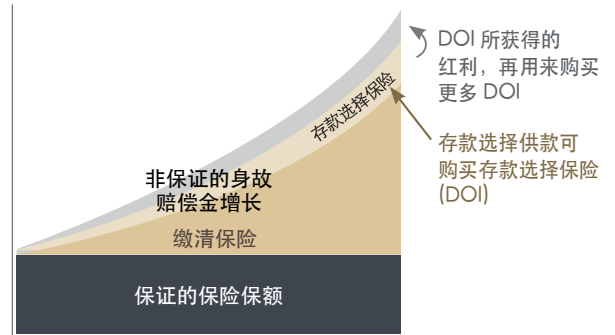 DOI 所获得的
红利，再用来购买
更多 DOI
存款选择保险
存款选择供款可
购买存款选择保险
(DOI)
非保证的身故
赔偿金增长
缴清保险
保证的保险保额